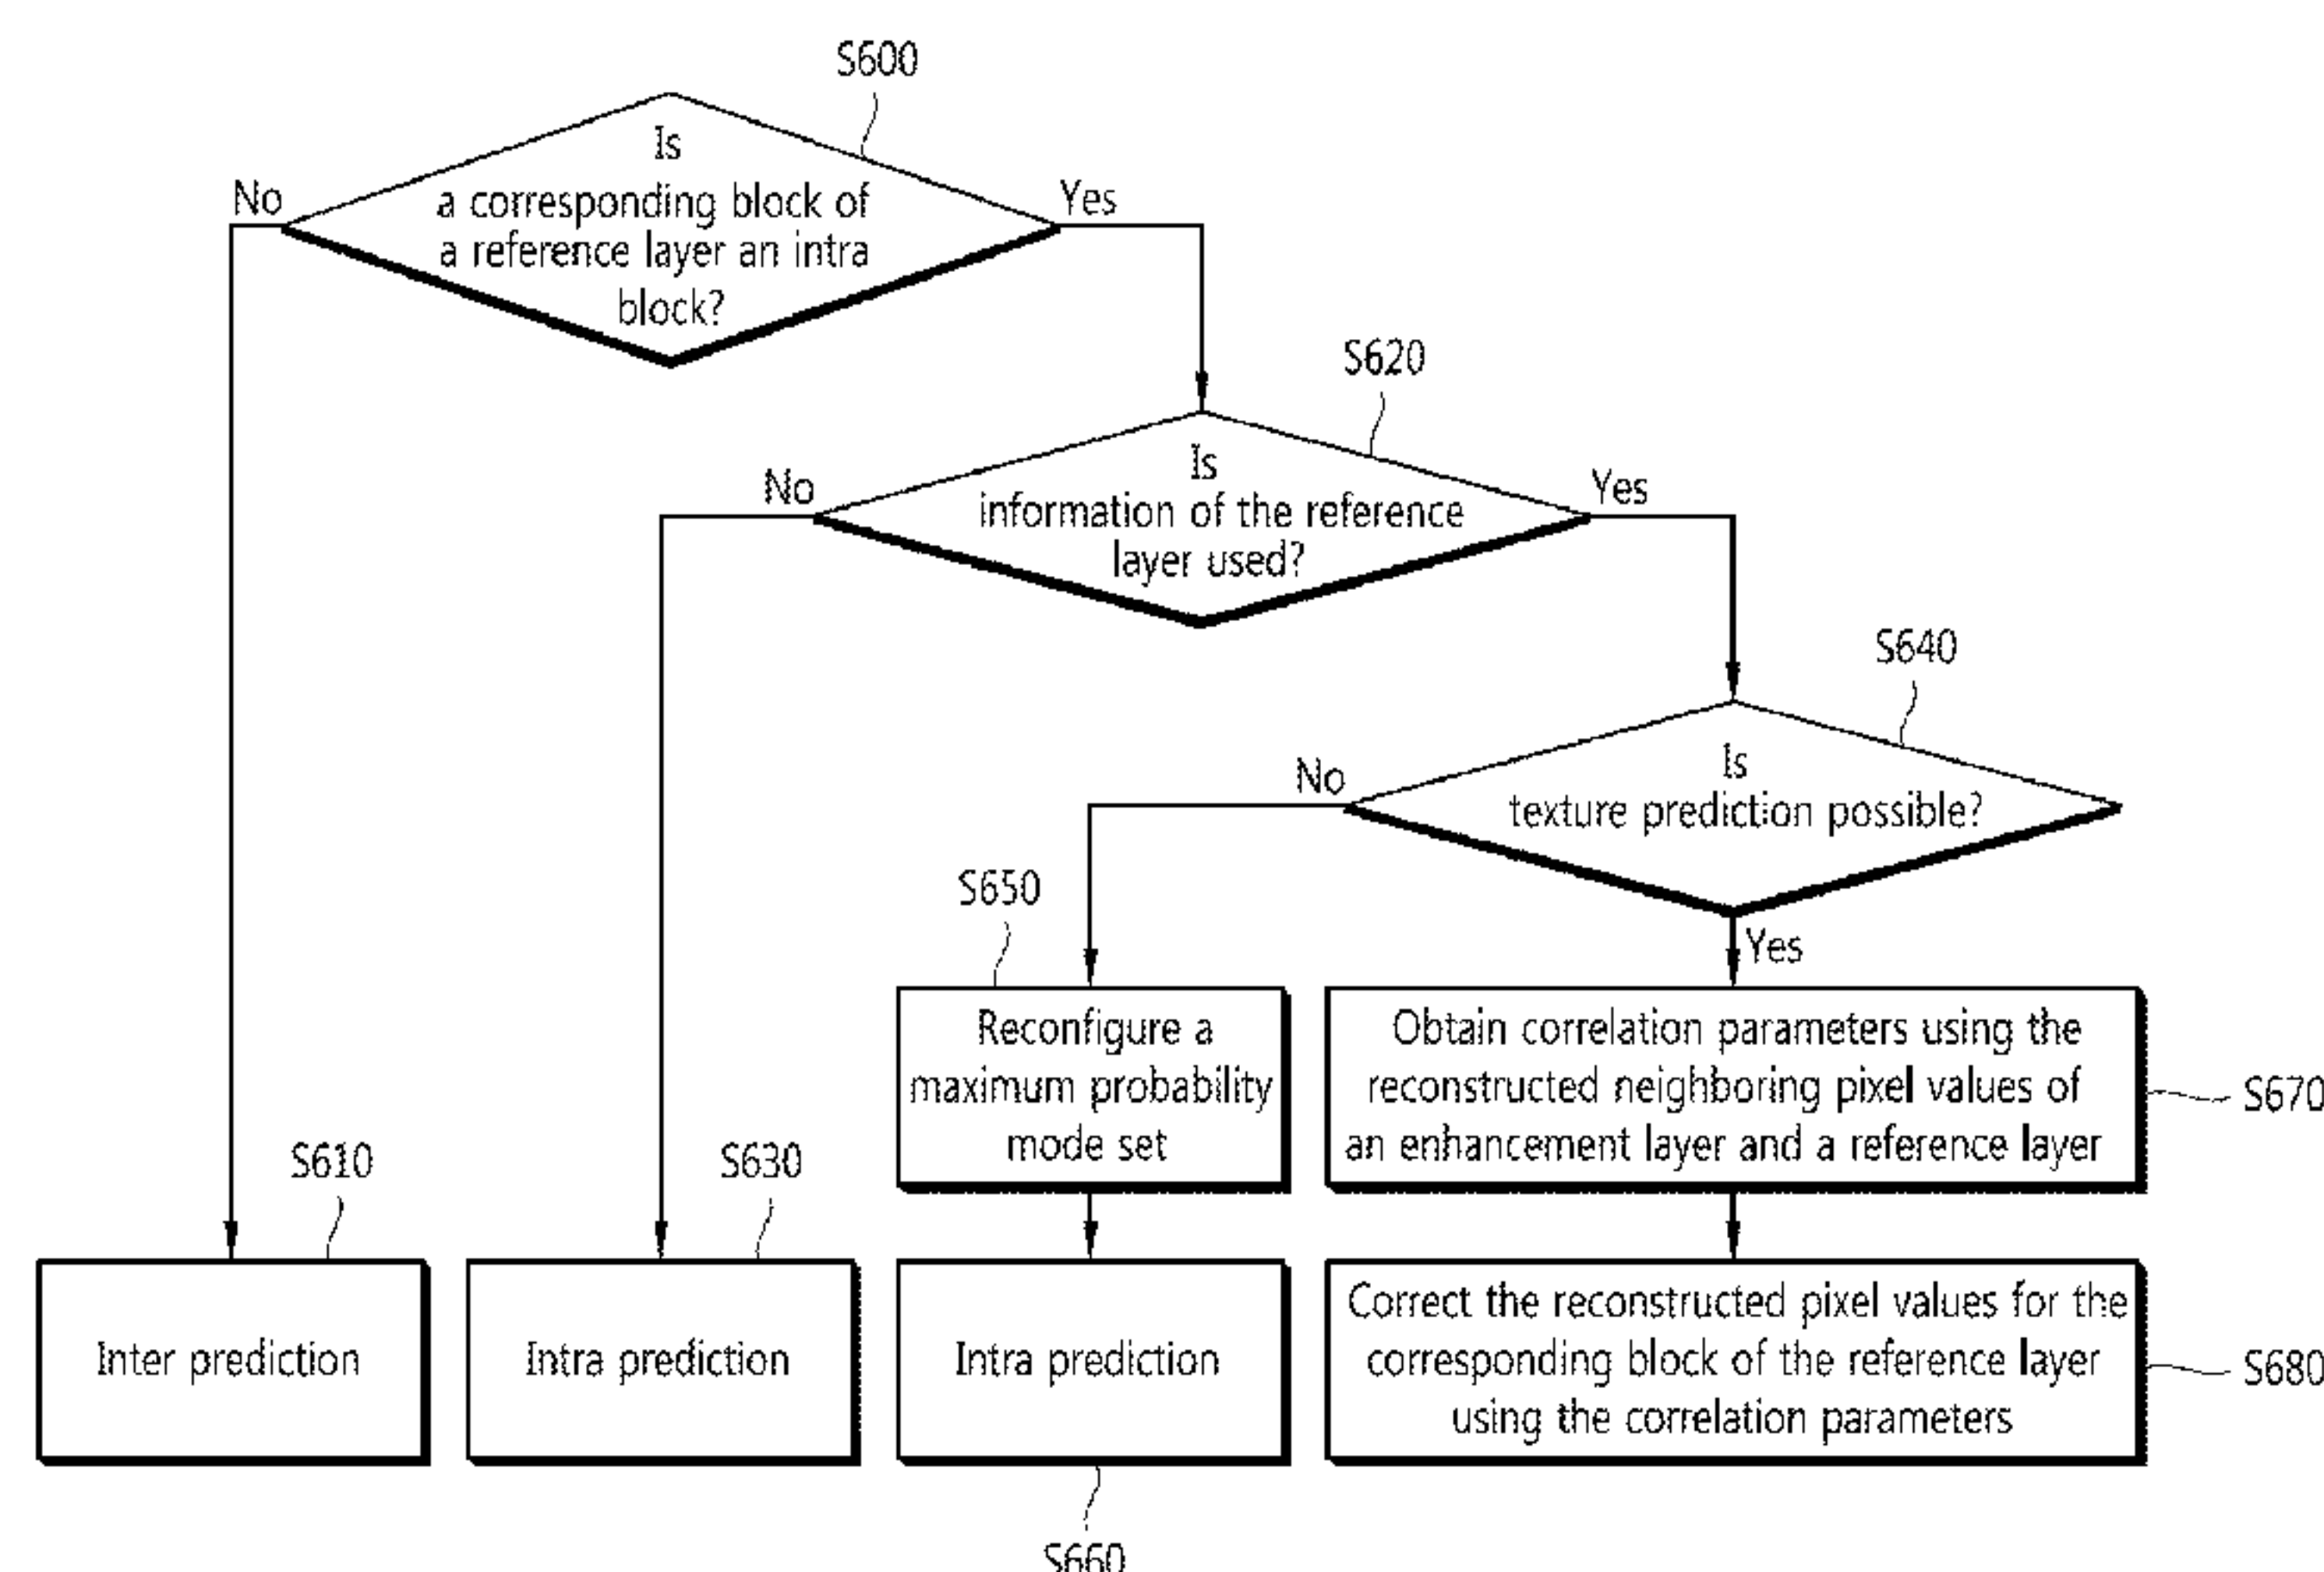 S600
Is
a corresponding block of
a reference layer an intra
block?
No
Yes
S620
Is
information of the reference
layer used?
No
Yes
S640
Is
texture prediction possible?
No
Yes
S650
Reconfigure a
maximum probability
mode set
Obtain correlation parameters using the
reconstructed neighboring pixel values of
an enhancement layer and a reference layer
S670
S610
Inter prediction
S630
Intra prediction
Intra prediction
S660
Correct the reconstructed pixel values for the
corresponding block of the reference layer
using the correlation parameters
S680